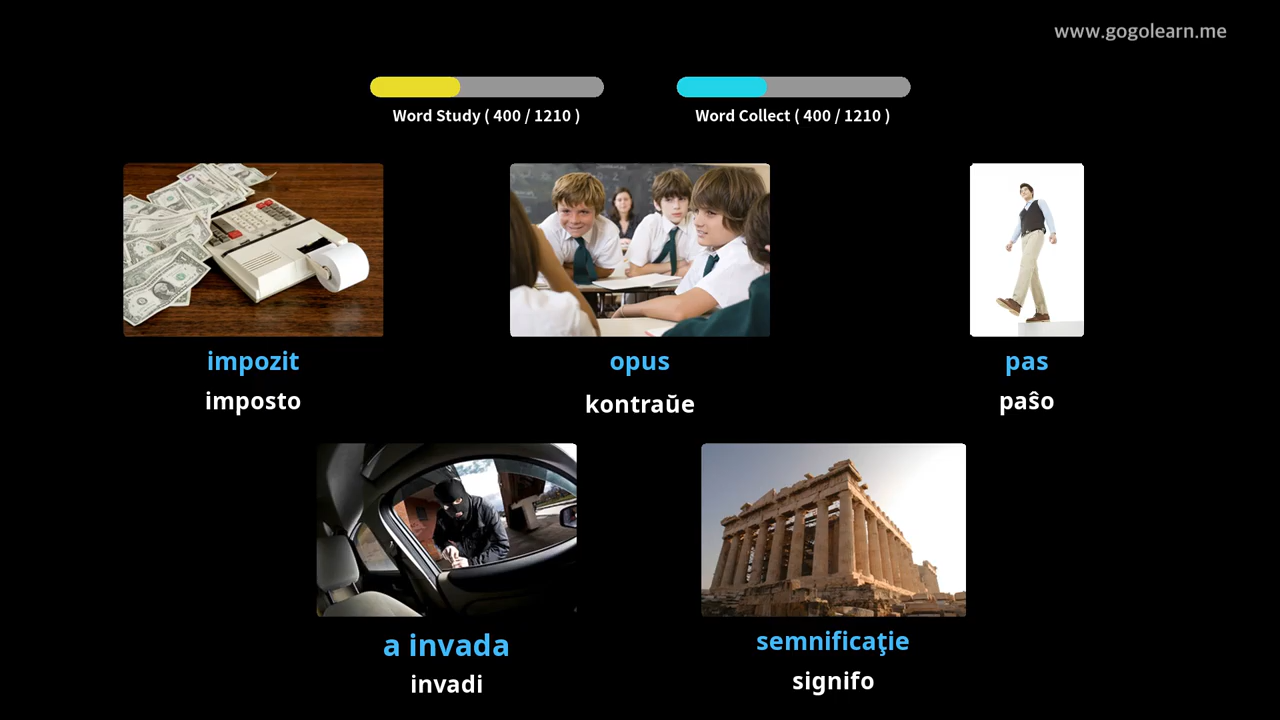 www.gogolearn.me
Word Study ( 400 / 1210 )
Word Collect ( 400 / 1210 )
impozit
imposto
opus
kontraŭe
pas
paŝo
a invada
invadi
semnificaţie
signifo